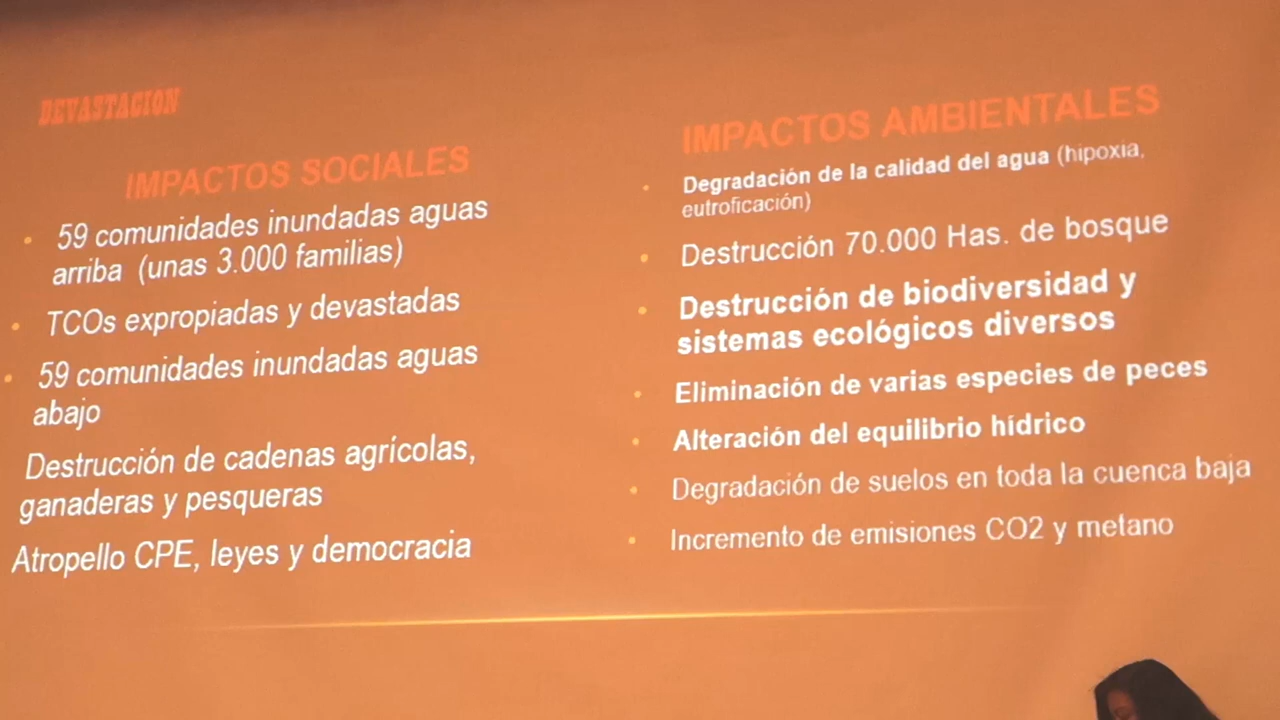 DEVASTACION
IMPACTOS SOCIALES
59 comunidades inundadas aguas
arriba (unas 3.000 familias)
TCOs expropiadas y devastadas
59 comunidades inundadas aguas
abajo
Destrucción de cadenas agrícolas,
ganaderas y pesqueras
Atropello CPE, leyes y democracia
IMPACTOS AMBIENTALES
Degradación de la calidad del agua (hipoxia,
eutroficación)
Destrucción 70.000 Has. de bosque
Destrucción de biodiversidad y
sistemas ecológicos diversos
Eliminación de varias especies de peces
Alteración del equilibrio hídrico
Degradación de suelos en toda la cuenca baja
Incremento de emisiones CO2 y metano